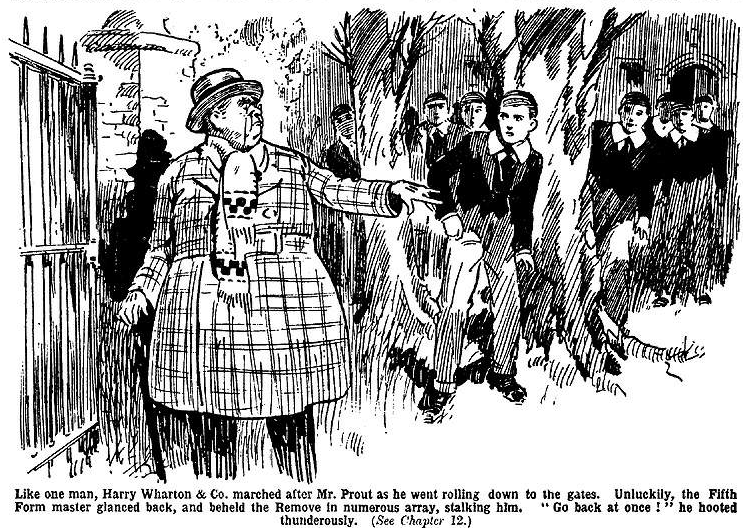 Like one man, Harry Wharton & Co. marched after Mr. Prout as he went rolling down to the gates. Unluckily, the Fifth
Form master glanced back, and beheld the Remove in numerous array, stalking him. "Go back at once!" he hooted
thunderously. (See Chapter 12.)